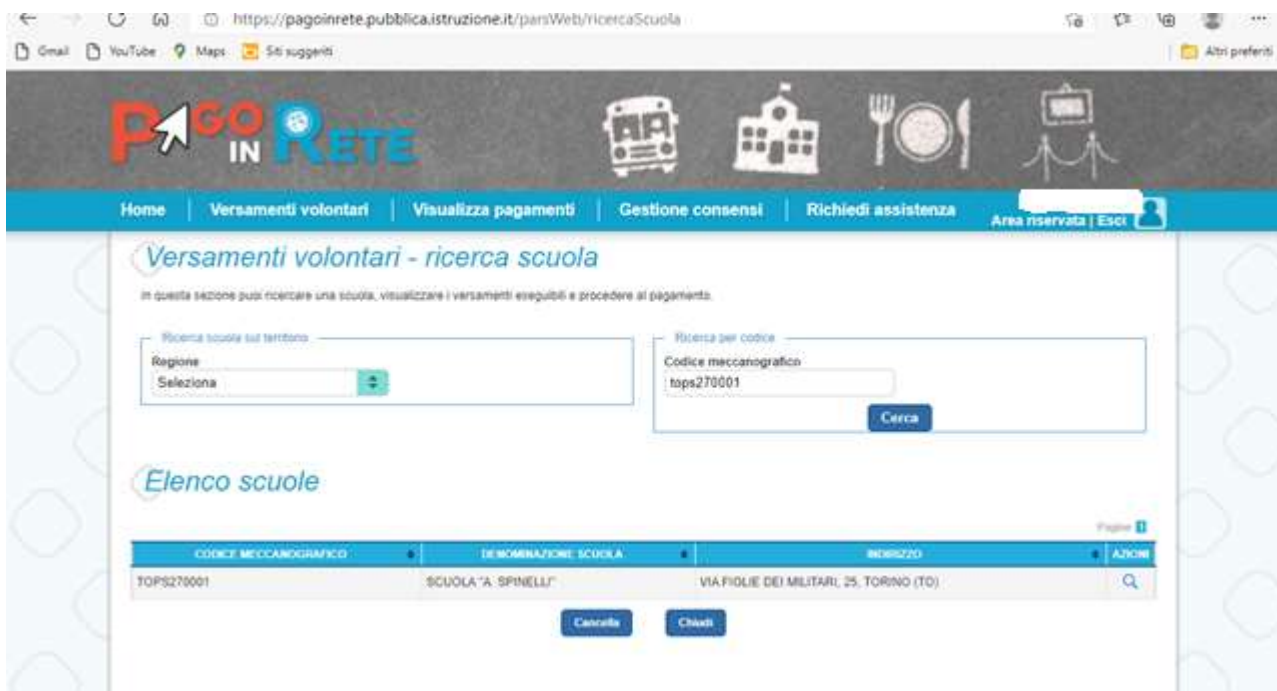 https://pagoinrete.pubblica.istruzione.it/parsWeb/ricercaScuola
Gmail YouTube Maps Siti suggeriti Altri preferiti
PAGO IN RETE
Home Versamenti volontari Visualizza pagamenti Gestione consensi Richiedi assistenza Area riservata | Esci
Versamenti volontari - ricerca scuola
In questa sezione puoi ricercare una scuola, visualizzare i versamenti eseguibili e procedere al pagamento.
Ricerca scuola sul territorio Ricerca per codice
Regione Codice meccanografico
Seleziona tops270001
Cerca
Elenco scuole
Pagine 1
CODICE MECCANOGRAFICO DENOMINAZIONE SCUOLA INDIRIZZO AZIONI
TOPS270001 SCUOLA "A. SPINELLI" VIA FIGLIE DEI MILITARI, 25, TORINO (TO)
Cancella Chiudi